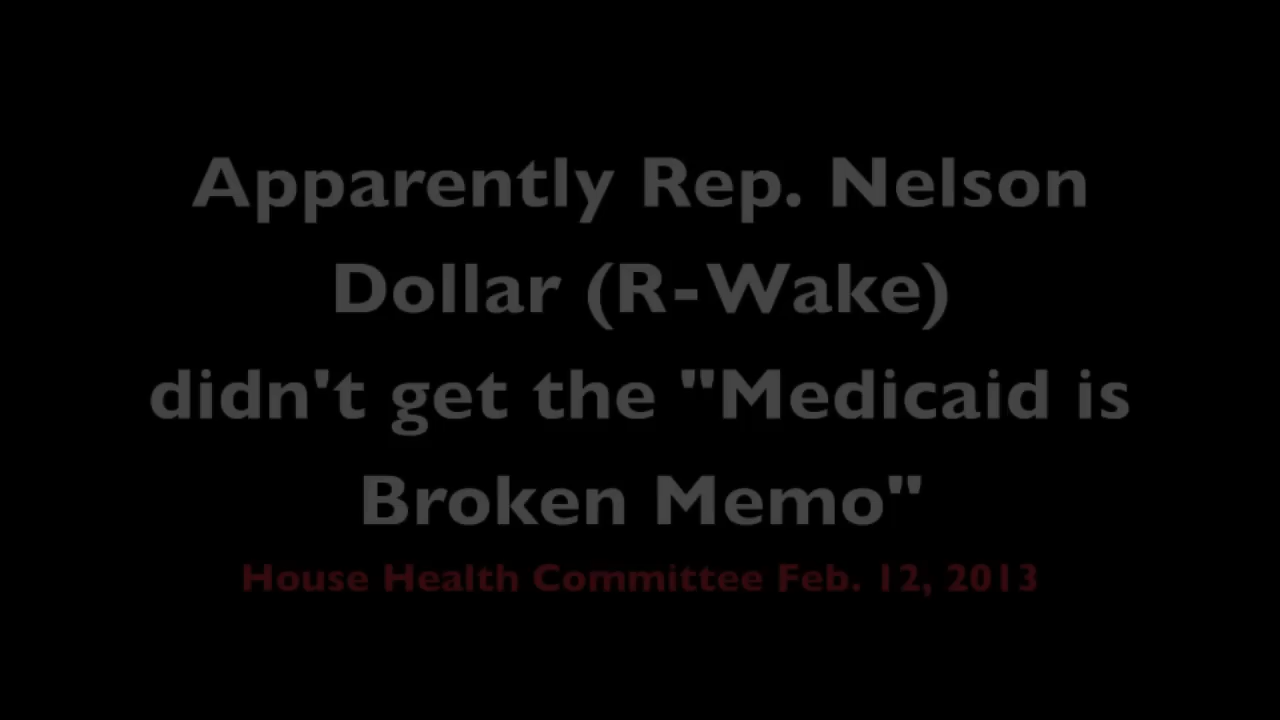 Apparently Rep. Nelson
Dollar (R-Wake)
didn't get the "Medicaid is
Broken Memo"
House Health Committee Feb. 12, 2013